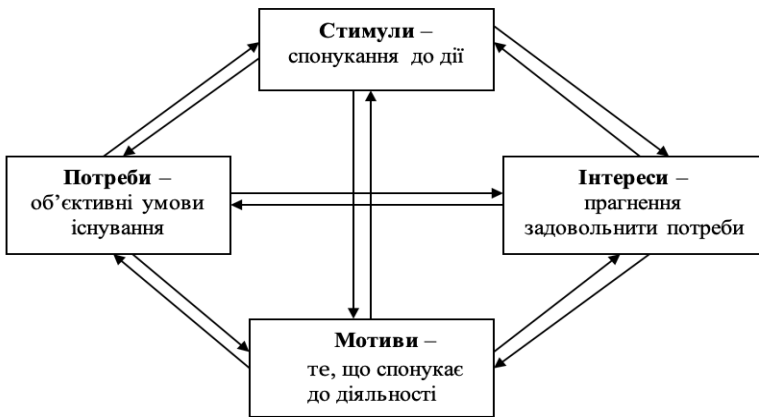 Стимули –
спонукання до дії
Потреби –
об’єктивні умови
існування
Інтереси –
прагнення
задовольнити потреби
Мотиви –
те, що спонукає
до діяльності